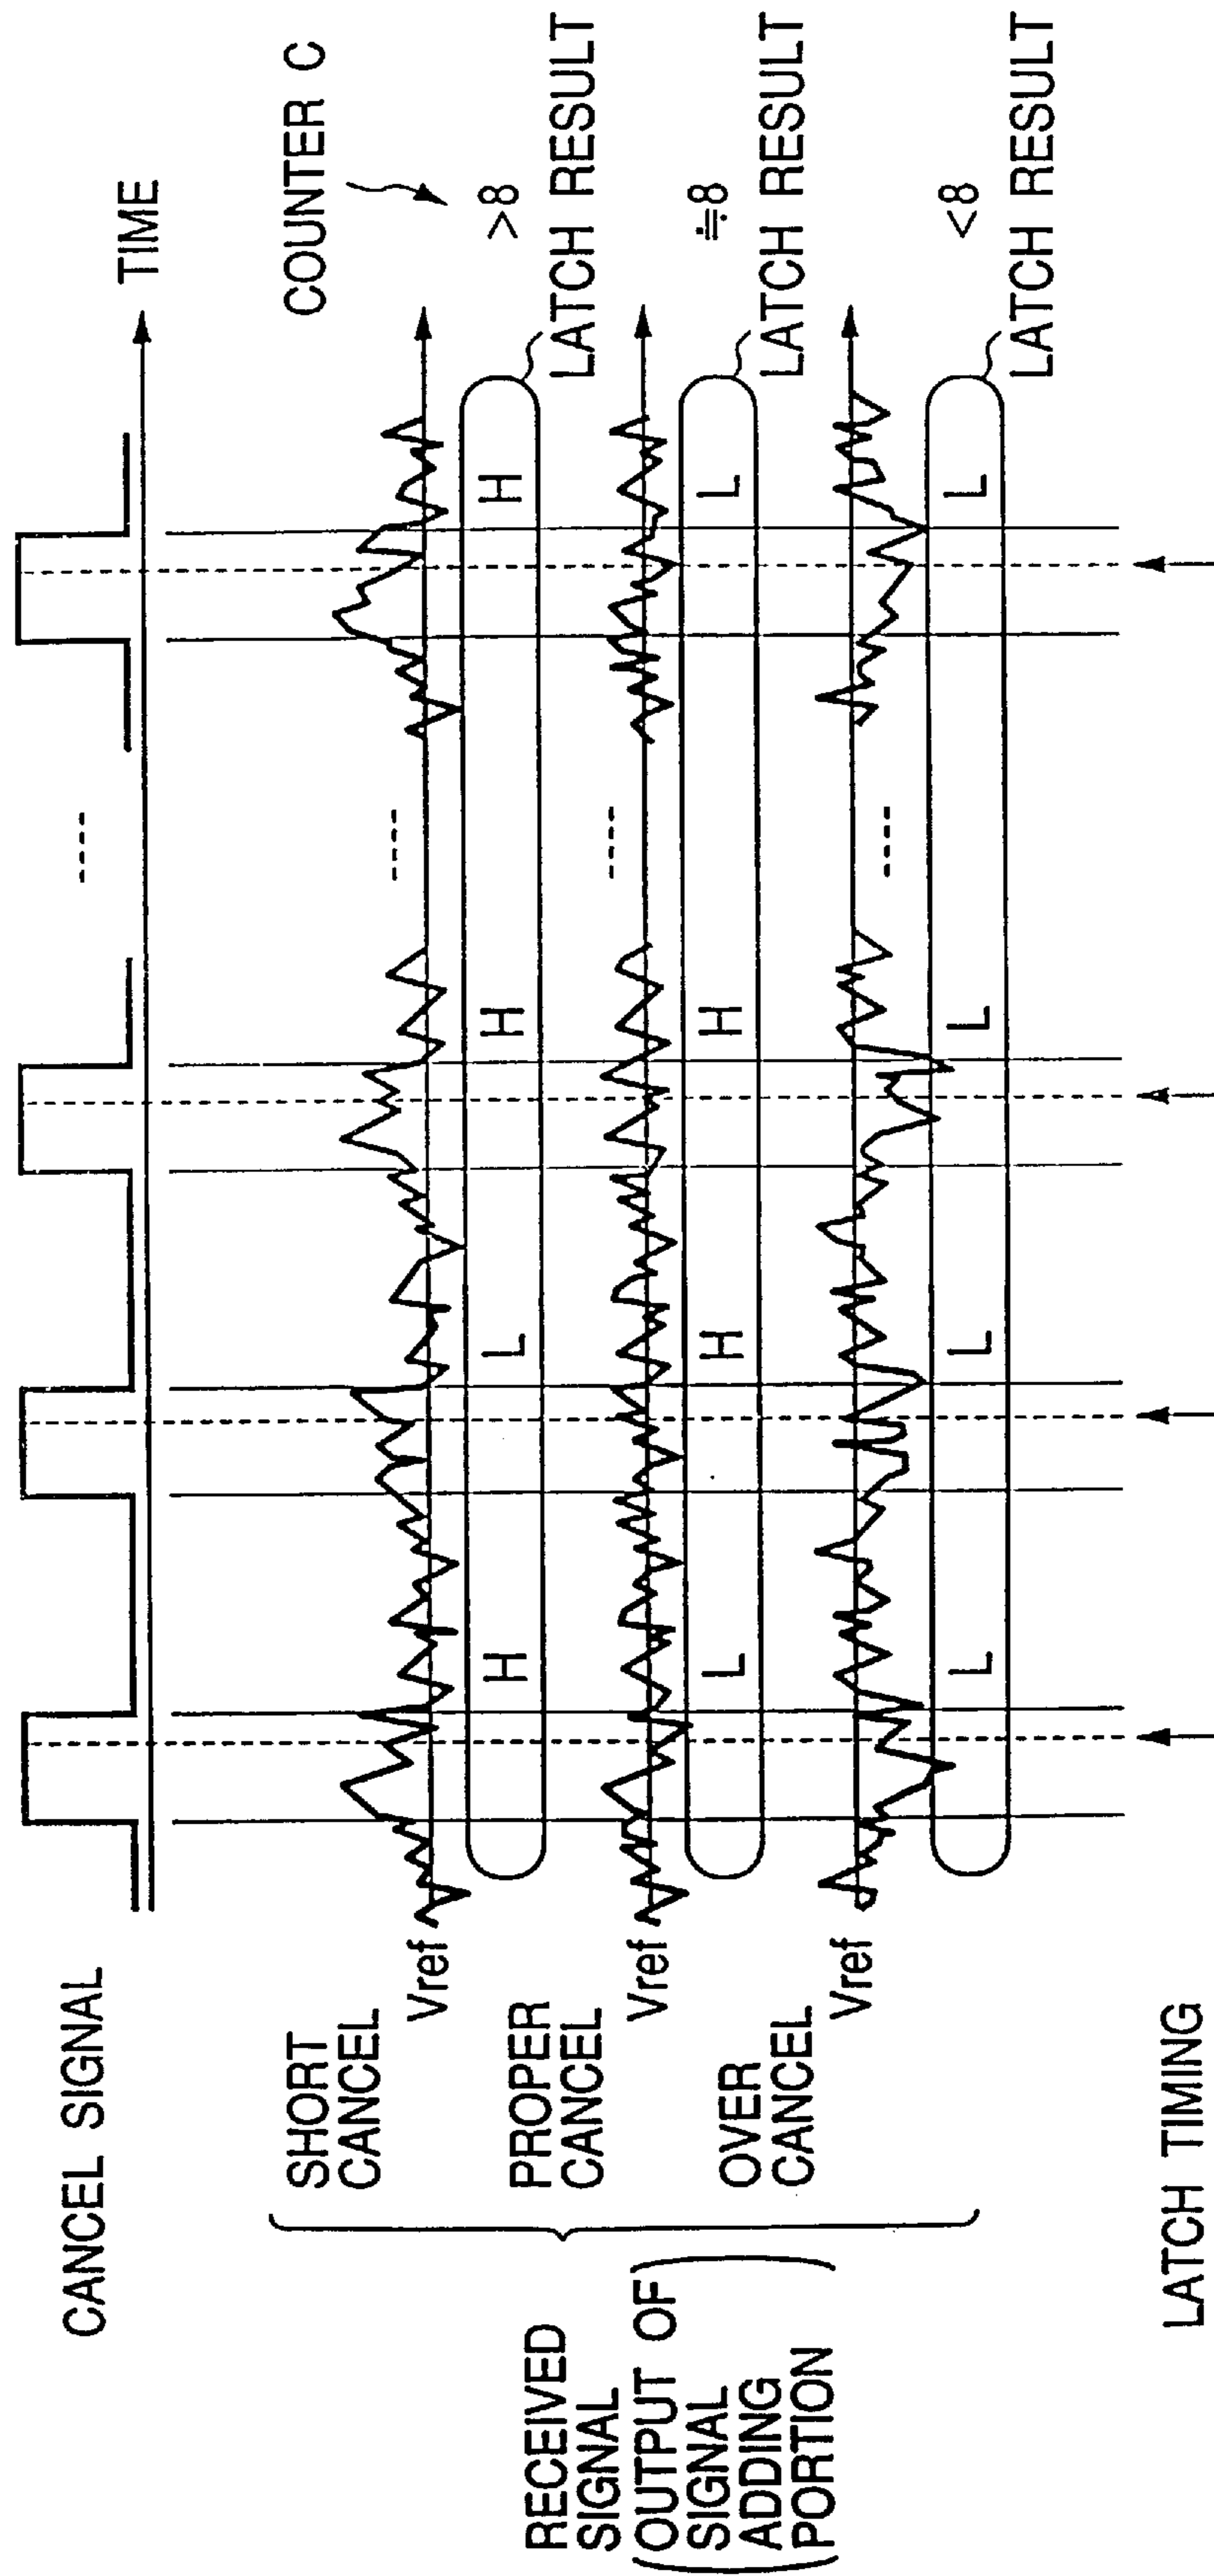 CANCEL SIGNAL
TIME
COUNTER C
SHORT
CANCEL
Vref
>8
H
L
H
H
LATCH RESULT
RECEIVED
SIGNAL
OUTPUT OF
SIGNAL
ADDING
PORTION
PROPER
CANCEL
Vref
≒8
L
H
H
L
LATCH RESULT
OVER
CANCEL
Vref
<8
L
L
L
L
LATCH RESULT
LATCH TIMING